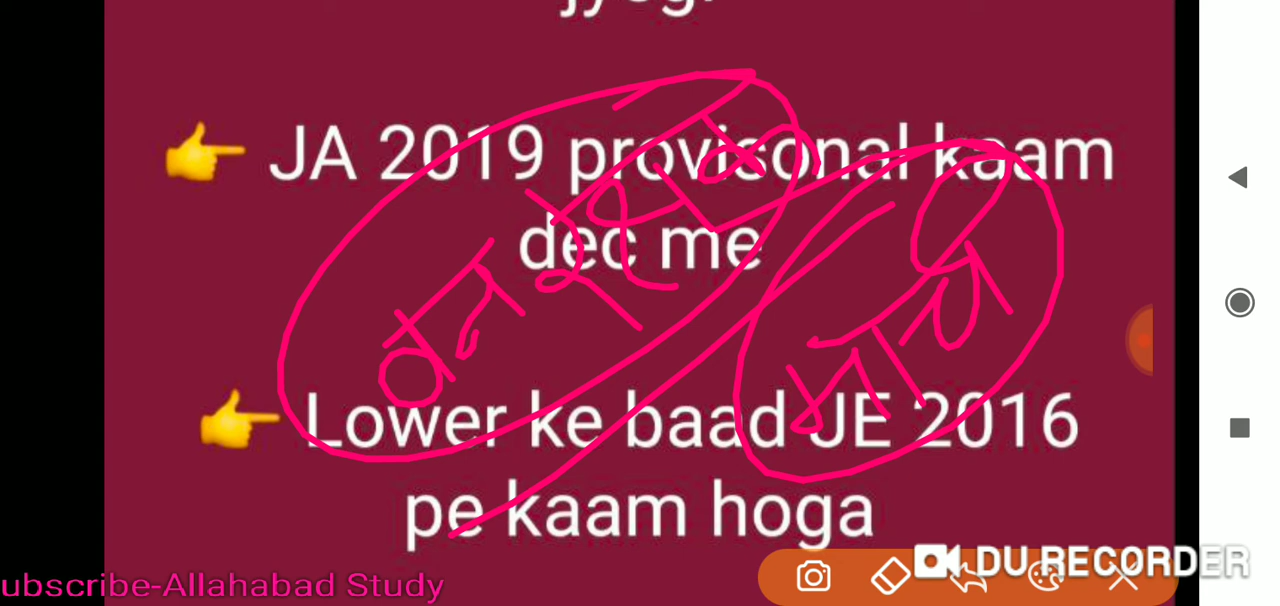 JA 2019 provisonal kaam
dec me
Lower ke baad JE 2016
pe kaam hoga
ubscribe-Allahabad Study
DU RECORDER